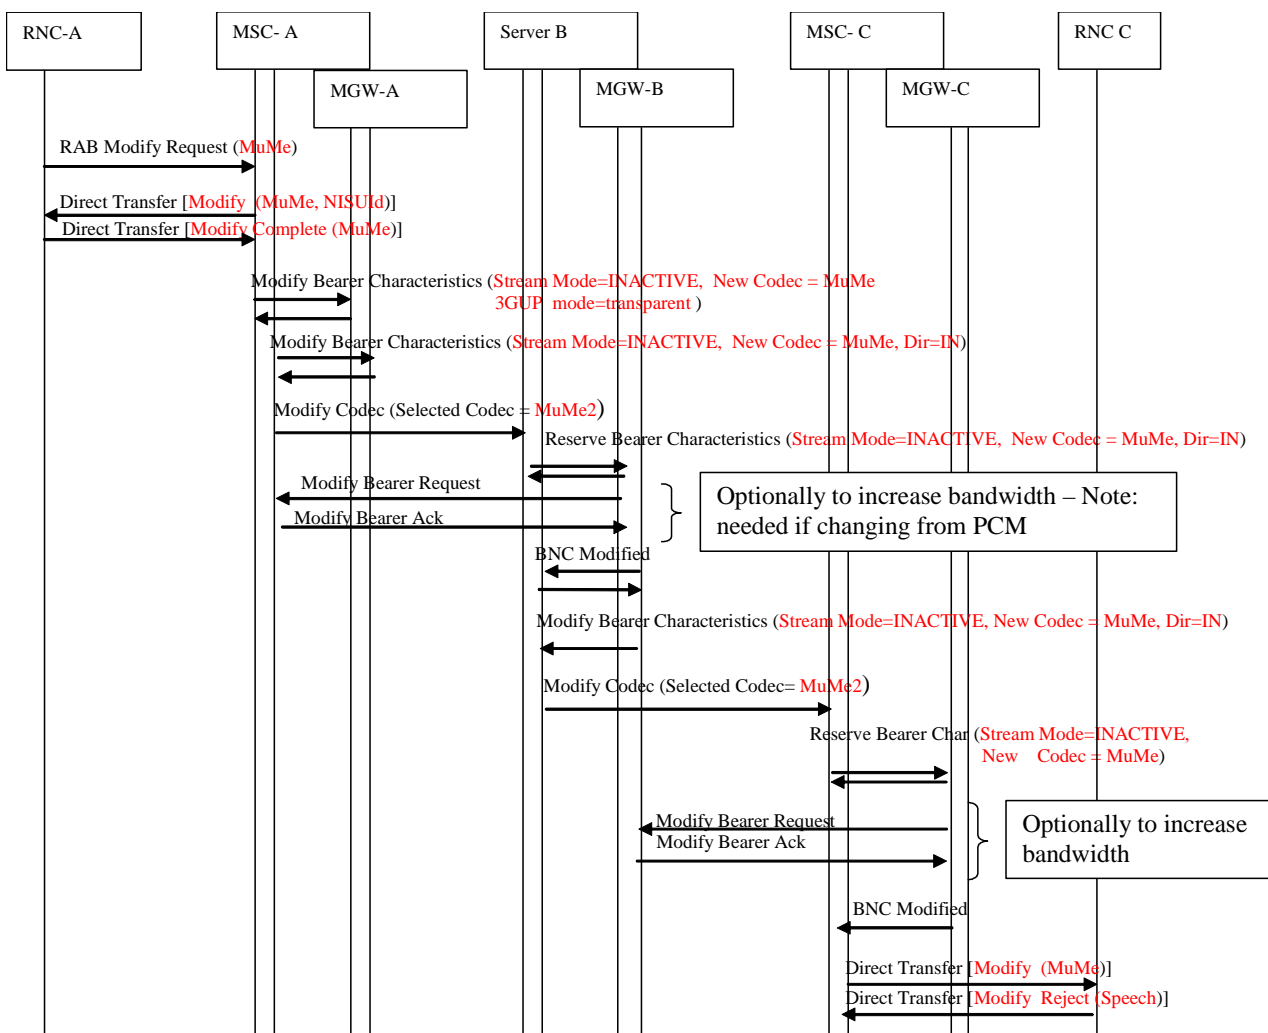 RNC-A
MSC- A
Server B
MSC- C
RNC C
MGW-A
MGW-B
MGW-C
RAB Modify Request (MuMe)
Direct Transfer [Modify (MuMe, NISUId)]
Direct Transfer [Modify Complete (MuMe)]
Modify Bearer Characteristics (Stream Mode=INACTIVE, New Codec = MuMe
3GUP mode=transparent )
Modify Bearer Characteristics (Stream Mode=INACTIVE, New Codec = MuMe, Dir=IN)
Modify Codec (Selected Codec = MuMe2)
Reserve Bearer Characteristics (Stream Mode=INACTIVE, New Codec = MuMe, Dir=IN)
Modify Bearer Request
Optionally to increase bandwidth – Note:
needed if changing from PCM
Modify Bearer Ack
BNC Modified
Modify Bearer Characteristics (Stream Mode=INACTIVE, New Codec = MuMe, Dir=IN)
Modify Codec (Selected Codec= MuMe2)
Reserve Bearer Char (Stream Mode=INACTIVE,
New Codec = MuMe)
Modify Bearer Request
Modify Bearer Ack
Optionally to increase
bandwidth
BNC Modified
Direct Transfer [Modify (MuMe)]
Direct Transfer [Modify Reject (Speech)]